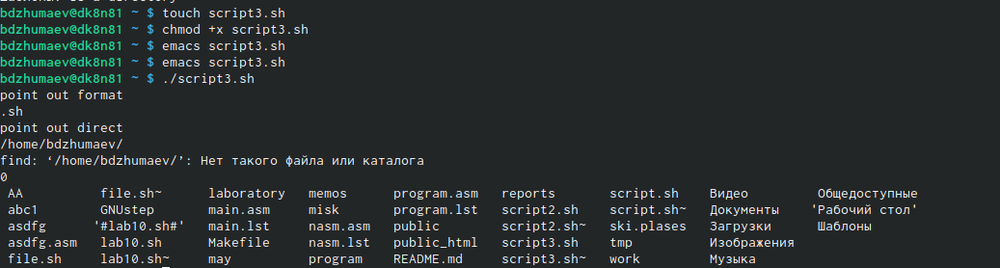 bdzhumaev@dk8n81 ~ $ touch script3.sh
bdzhumaev@dk8n81 ~ $ chmod +x script3.sh
bdzhumaev@dk8n81 ~ $ emacs script3.sh
bdzhumaev@dk8n81 ~ $ emacs script3.sh
bdzhumaev@dk8n81 ~ $ ./script3.sh
point out format
.sh
point out direct
/home/bdzhumaev/
find: ‘/home/bdzhumaev/’: Нет такого файла или каталога
0
AA file.sh~ laboratory memos program.asm reports script.sh Видео Общедоступные
abc1 GNUstep main.asm misk program.lst script2.sh script.sh~ Документы 'Рабочий стол'
asdfg '#lab10.sh#' main.lst nasm.asm public script2.sh~ ski.plases Загрузки Шаблоны
asdfg.asm lab10.sh Makefile nasm.lst public_html script3.sh tmp Изображения
file.sh lab10.sh~ may program README.md script3.sh~ work Музыка